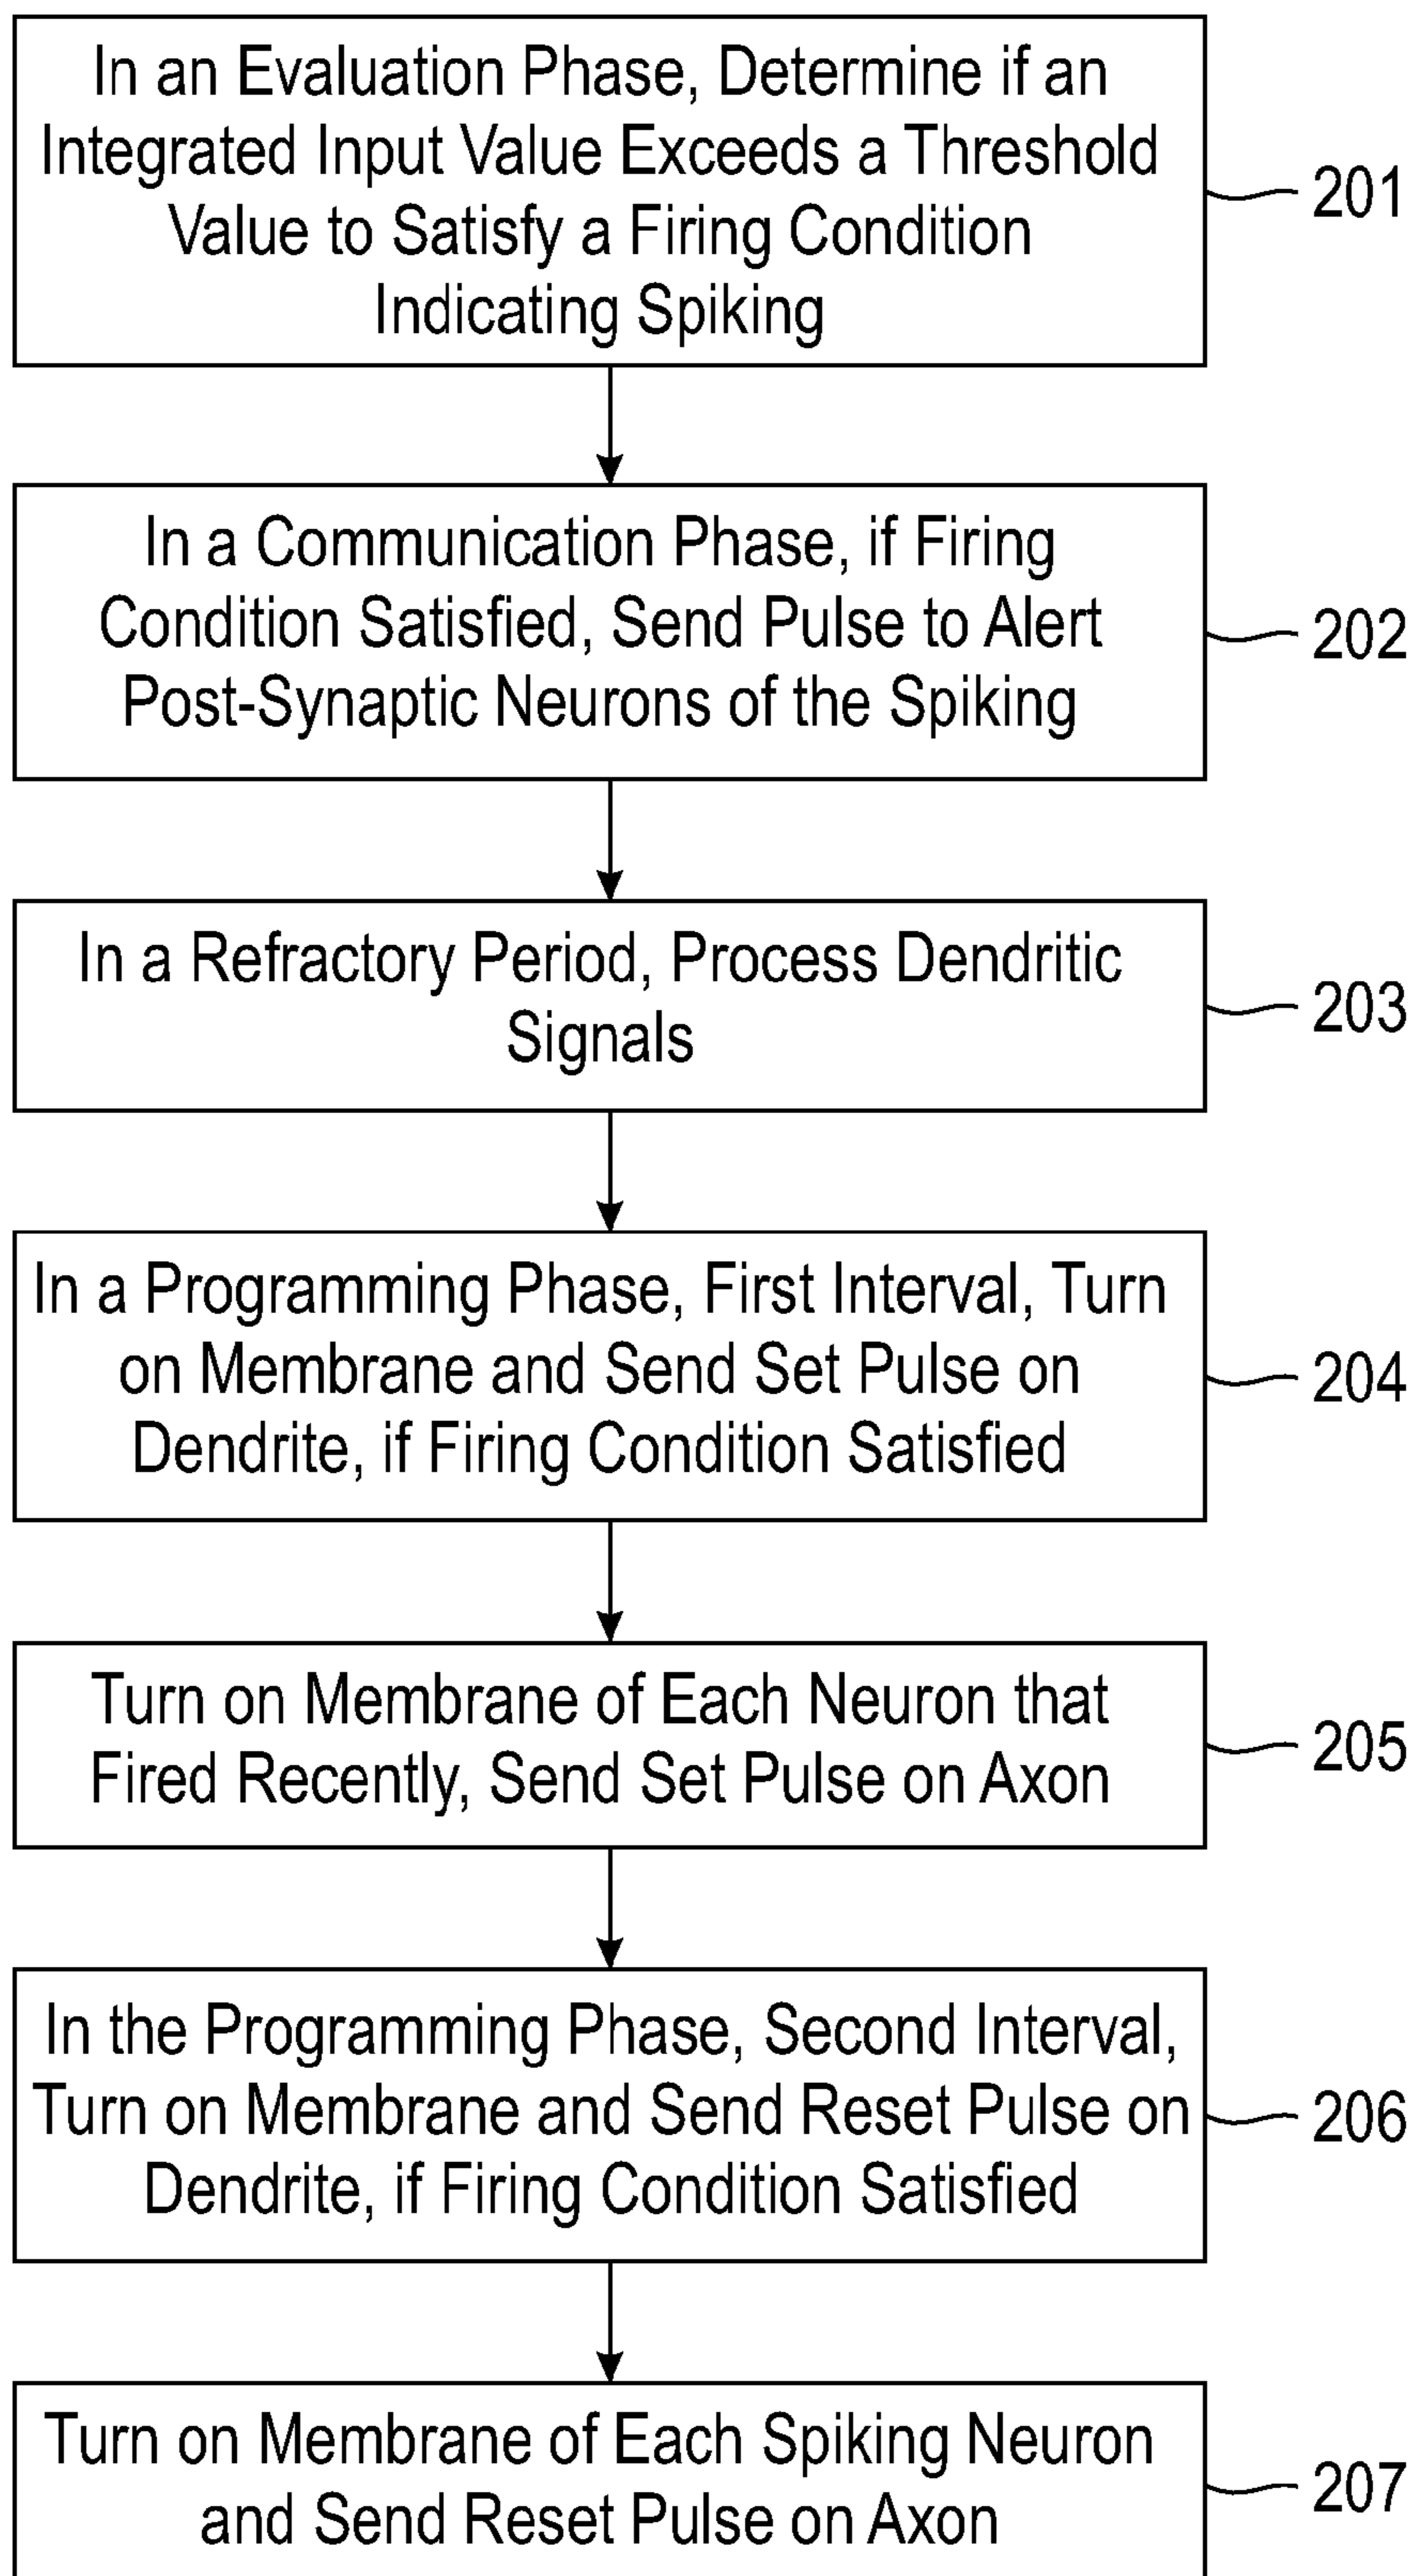 In an Evaluation Phase, Determine if an
Integrated Input Value Exceeds a Threshold
Value to Satisfy a Firing Condition
Indicating Spiking
201
In a Communication Phase, if Firing
Condition Satisfied, Send Pulse to Alert
Post-Synaptic Neurons of the Spiking
202
In a Refractory Period, Process Dendritic
Signals
203
In a Programming Phase, First Interval, Turn
on Membrane and Send Set Pulse on
Dendrite, if Firing Condition Satisfied
204
Turn on Membrane of Each Neuron that
Fired Recently, Send Set Pulse on Axon
205
In the Programming Phase, Second Interval,
Turn on Membrane and Send Reset Pulse on
Dendrite, if Firing Condition Satisfied
206
Turn on Membrane of Each Spiking Neuron
and Send Reset Pulse on Axon
207